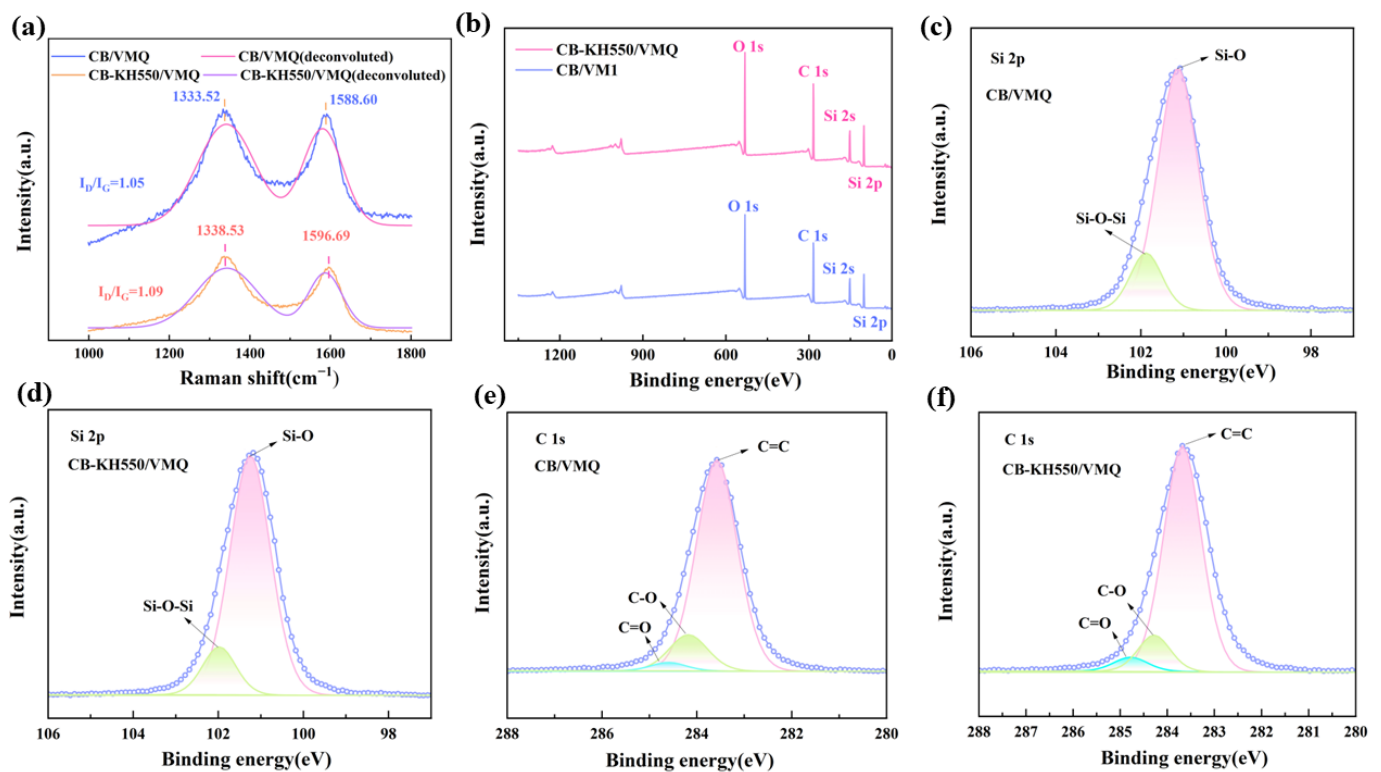 (a)
CB/VMQ
CB/VMQ(deconvoluted)
CB-KH550/VMQ
CB-KH550/VMQ(deconvoluted)
1333.52
1588.60
I_D/I_G=1.05
1338.53
1596.69
I_D/I_G=1.09
Intensity(a.u.)
1000 1200 1400 1600 1800
Raman shift(cm⁻¹)
(b)
CB-KH550/VMQ
CB/VM1
O 1s
C 1s
Si 2s
Si 2p
O 1s
C 1s
Si 2s
Si 2p
Intensity(a.u.)
1200 900 600 300 0
Binding energy(eV)
(c)
Si 2p
CB/VMQ
Si-O
Si-O-Si
Intensity(a.u.)
106 104 102 100 98
Binding energy(eV)
(d)
Si 2p
CB-KH550/VMQ
Si-O
Si-O-Si
Intensity(a.u.)
106 104 102 100 98
Binding energy(eV)
(e)
C 1s
CB/VMQ
C=C
C-O
C=O
Intensity(a.u.)
288 286 284 282 280
Binding energy(eV)
(f)
C 1s
CB-KH550/VMQ
C=C
C-O
C=O
Intensity(a.u.)
288 287 286 285 284 283 282 281 280
Binding energy(eV)